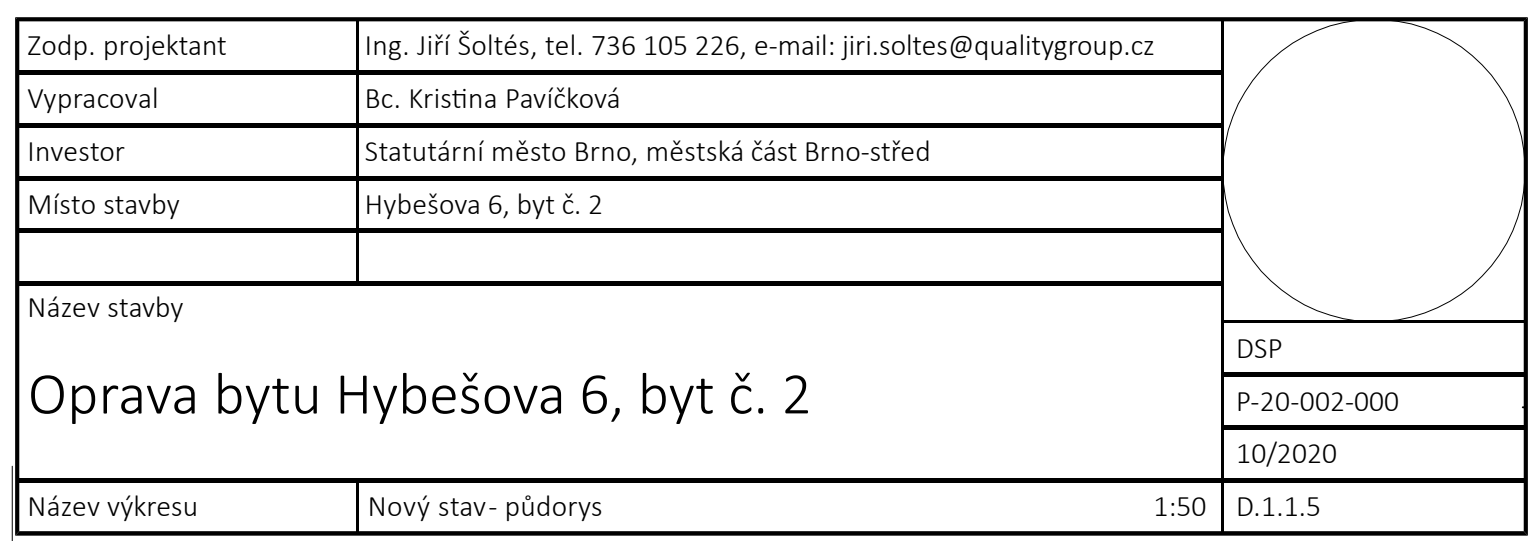 Zodp. projektant Ing. Jiří Šoltés, tel. 736 105 226, e-mail: jiri.soltes@qualitygroup.cz
Vypracoval Bc. Kristina Pavíčková
Investor Statutární město Brno, městská část Brno-střed
Místo stavby Hybešova 6, byt č. 2
Název stavby
Oprava bytu Hybešova 6, byt č. 2
DSP
P-20-002-000
10/2020
Název výkresu Nový stav- půdorys 1:50 D.1.1.5